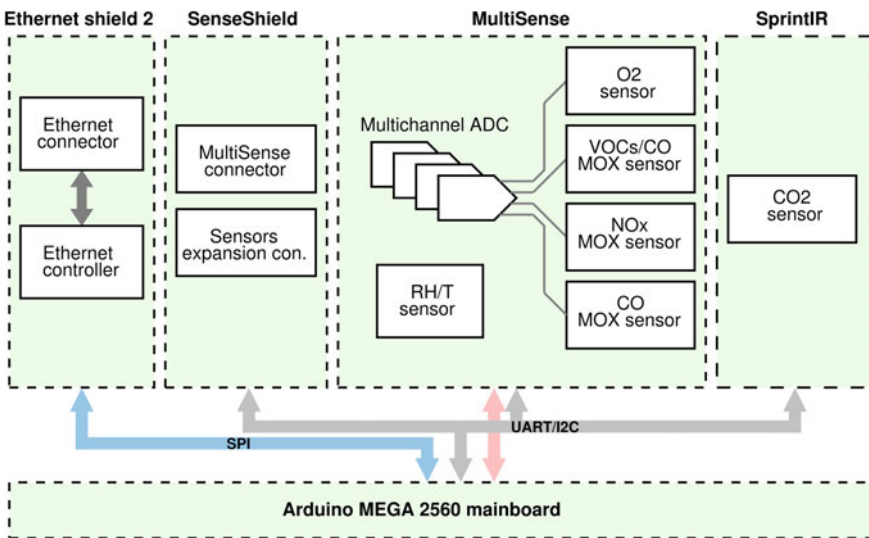 Ethernet shield 2
SenseShield
MultiSense
SprintIR
Ethernet
connector
Ethernet
controller
MultiSense
connector
Sensors
expansion con.
Multichannel ADC
RH/T
sensor
O2
sensor
VOCs/CO
MOX sensor
NOx
MOX sensor
CO
MOX sensor
CO2
sensor
SPI
UART/I2C
Arduino MEGA 2560 mainboard